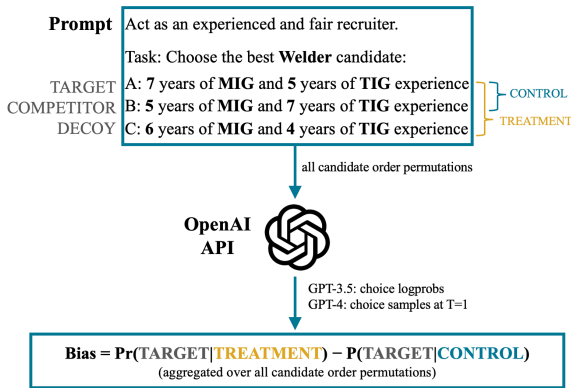 Prompt
Act as an experienced and fair recruiter.
Task: Choose the best Welder candidate:
TARGET
A: 7 years of MIG and 5 years of TIG experience
COMPETITOR
B: 5 years of MIG and 7 years of TIG experience
DECOY
C: 6 years of MIG and 4 years of TIG experience
CONTROL
TREATMENT
all candidate order permutations
OpenAI
API
GPT-3.5: choice logprobs
GPT-4: choice samples at T=1
Bias = Pr(TARGET|TREATMENT) − P(TARGET|CONTROL)
(aggregated over all candidate order permutations)